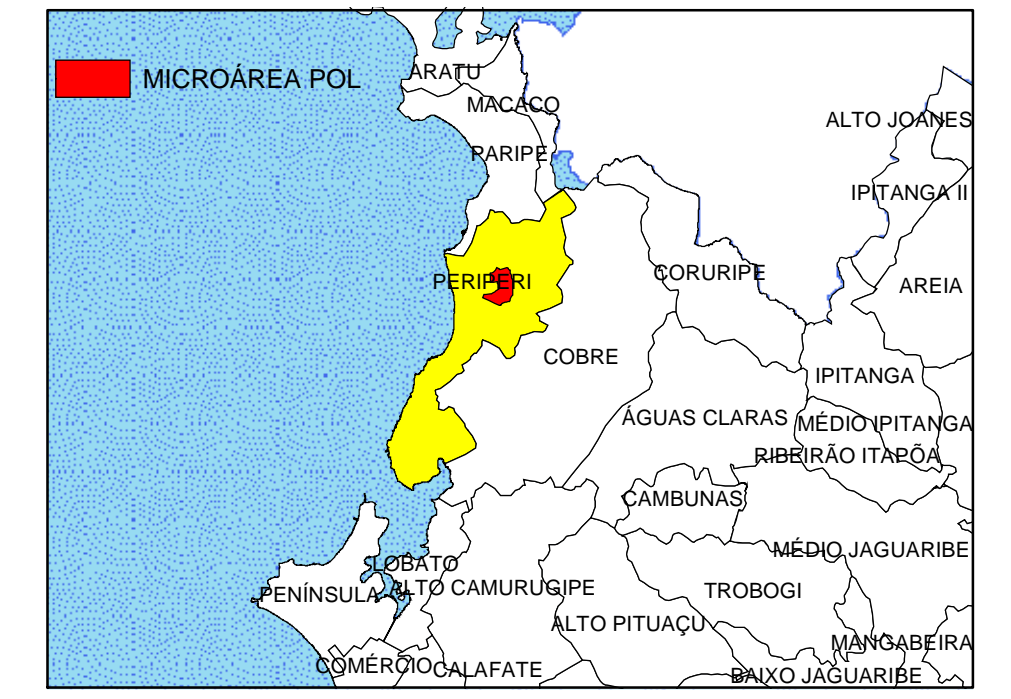 MICROÁREA POL
ARATU
MACACO
ALTO JOANES
PARIPE
IPITANGA II
CORURIPE
PERIPERI
AREIA
COBRE
IPITANGA
ÁGUAS CLARAS
MÉDIO IPITANGA
RIBEIRÃO ITAPÕA
CAMBUNAS
MÉDIO JAGUARIBE
LOBATO
ALTO CAMURUGIPE
TROBOGI
PENÍNSULA
ALTO PITUAÇU
MANGABEIRA
COMÉRCIO
CALAFATE
BAIXO JAGUARIBE